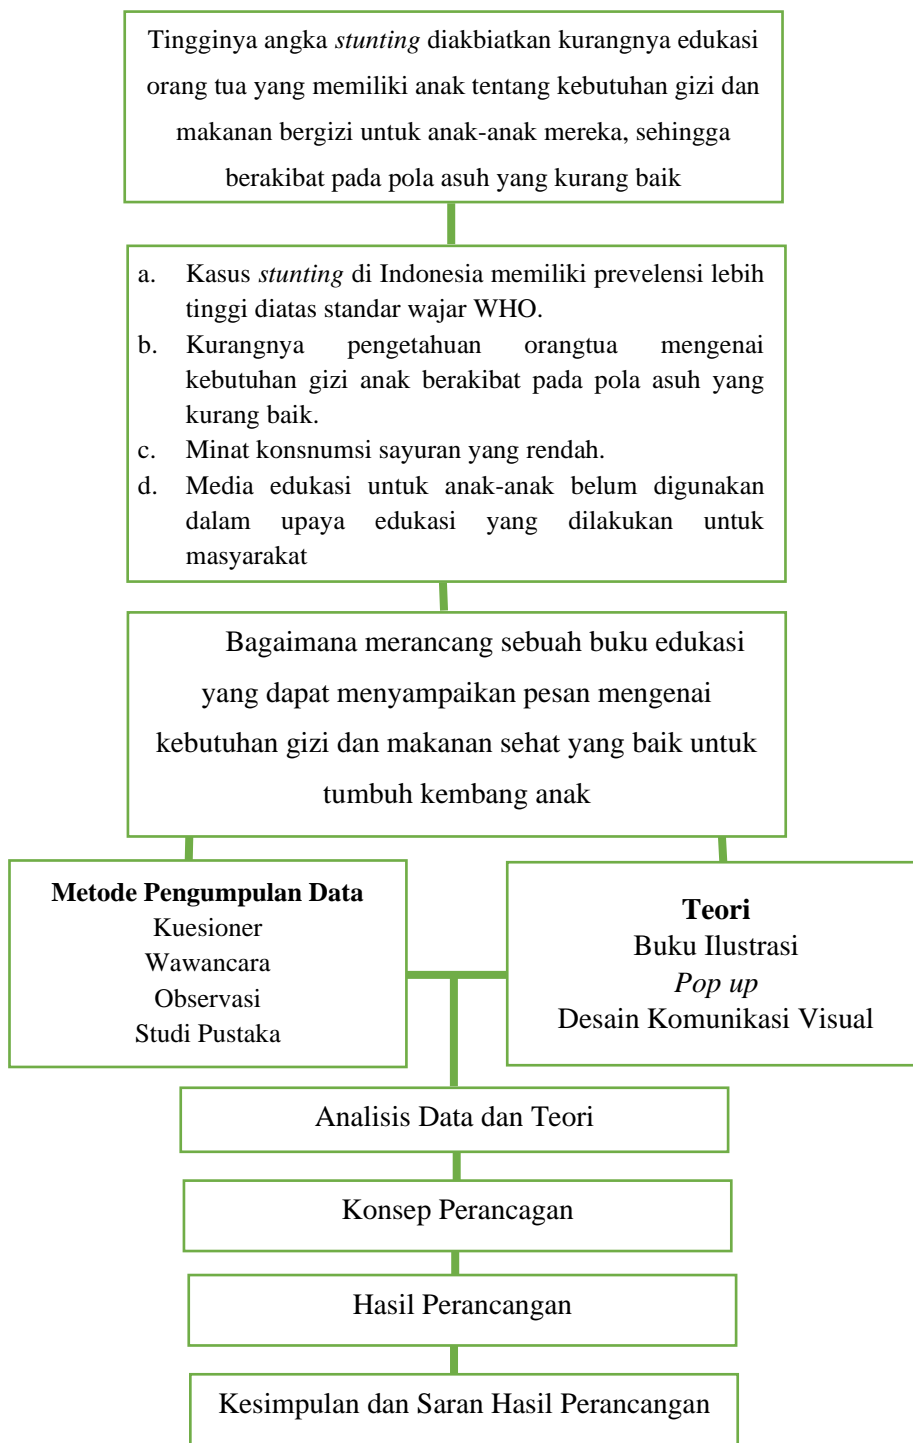 Tingginya angka stunting diakbiatkan kurangnya edukasi
orang tua yang memiliki anak tentang kebutuhan gizi dan
makanan bergizi untuk anak-anak mereka, sehingga
berakibat pada pola asuh yang kurang baik
a. Kasus stunting di Indonesia memiliki prevelensi lebih
tinggi diatas standar wajar WHO.
b. Kurangnya pengetahuan orangtua mengenai
kebutuhan gizi anak berakibat pada pola asuh yang
kurang baik.
c. Minat konsnumsi sayuran yang rendah.
d. Media edukasi untuk anak-anak belum digunakan
dalam upaya edukasi yang dilakukan untuk
masyarakat
Bagaimana merancang sebuah buku edukasi
yang dapat menyampaikan pesan mengenai
kebutuhan gizi dan makanan sehat yang baik untuk
tumbuh kembang anak
Metode Pengumpulan Data
Kuesioner
Wawancara
Observasi
Studi Pustaka
Teori
Buku Ilustrasi
Pop up
Desain Komunikasi Visual
Analisis Data dan Teori
Konsep Perancagan
Hasil Perancangan
Kesimpulan dan Saran Hasil Perancangan